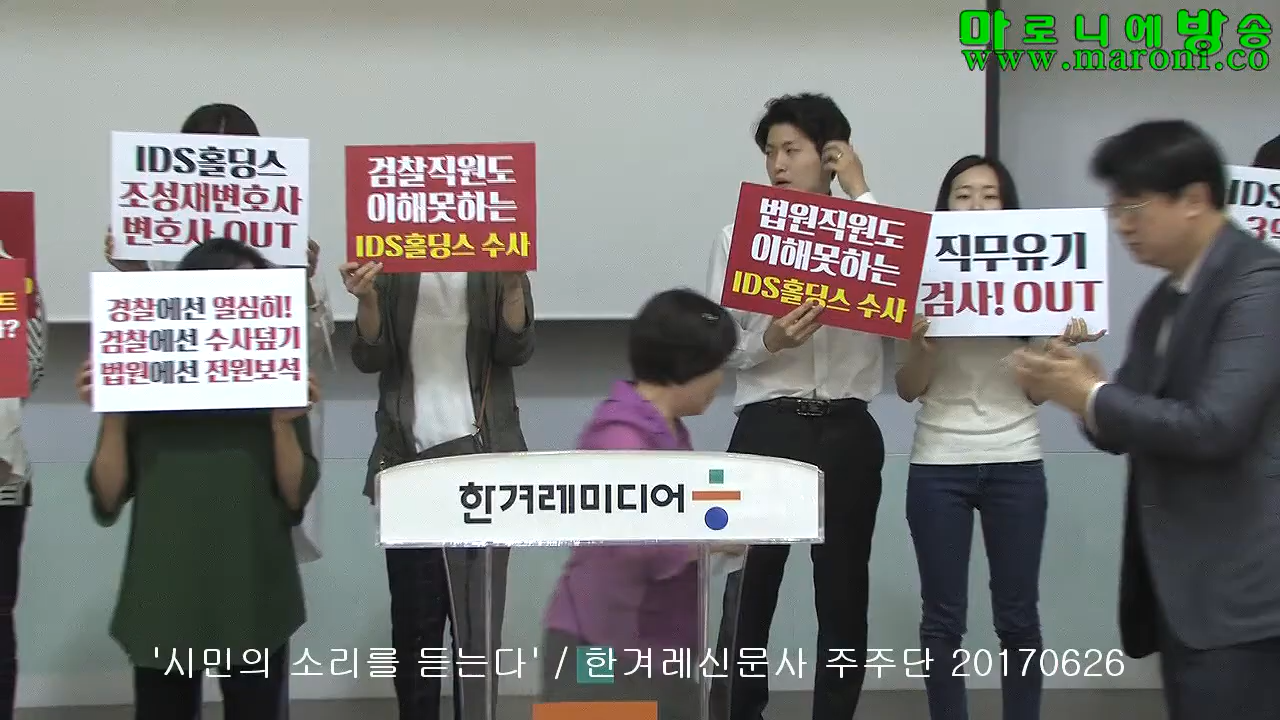 마로니에방송
www.maroni.co
IDS홀딩스
조성재변호사
변호사 OUT
검찰직원도
이해못하는
IDS홀딩스 수사
법원직원도
이해못하는
IDS홀딩스 수사
직무유기
검사! OUT
IDS
경찰에선 열심히!
검찰에선 수사덮기
법원에선 전원보석
한겨레미디어
'시민의 소리를 듣는다' / 한겨레신문사 주주단 20170626